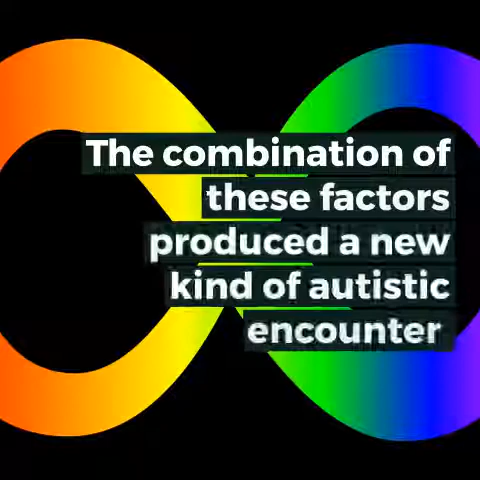 The combination of
these factors
produced a new
kind of autistic
encounter